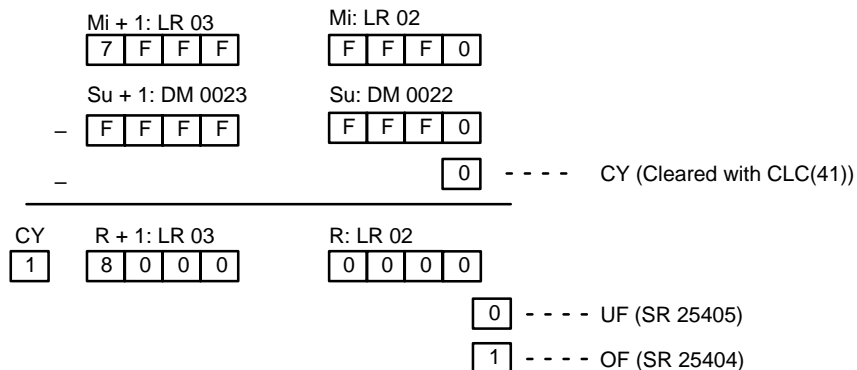 Mi + 1: LR 03 Mi: LR 02
7 F F F F F F 0
Su + 1: DM 0023 Su: DM 0022
– F F F F F F F 0
– 0 - - - - CY (Cleared with CLC(41))
CY R + 1: LR 03 R: LR 02
1 8 0 0 0 0 0 0 0
0 - - - - UF (SR 25405)
1 - - - - OF (SR 25404)